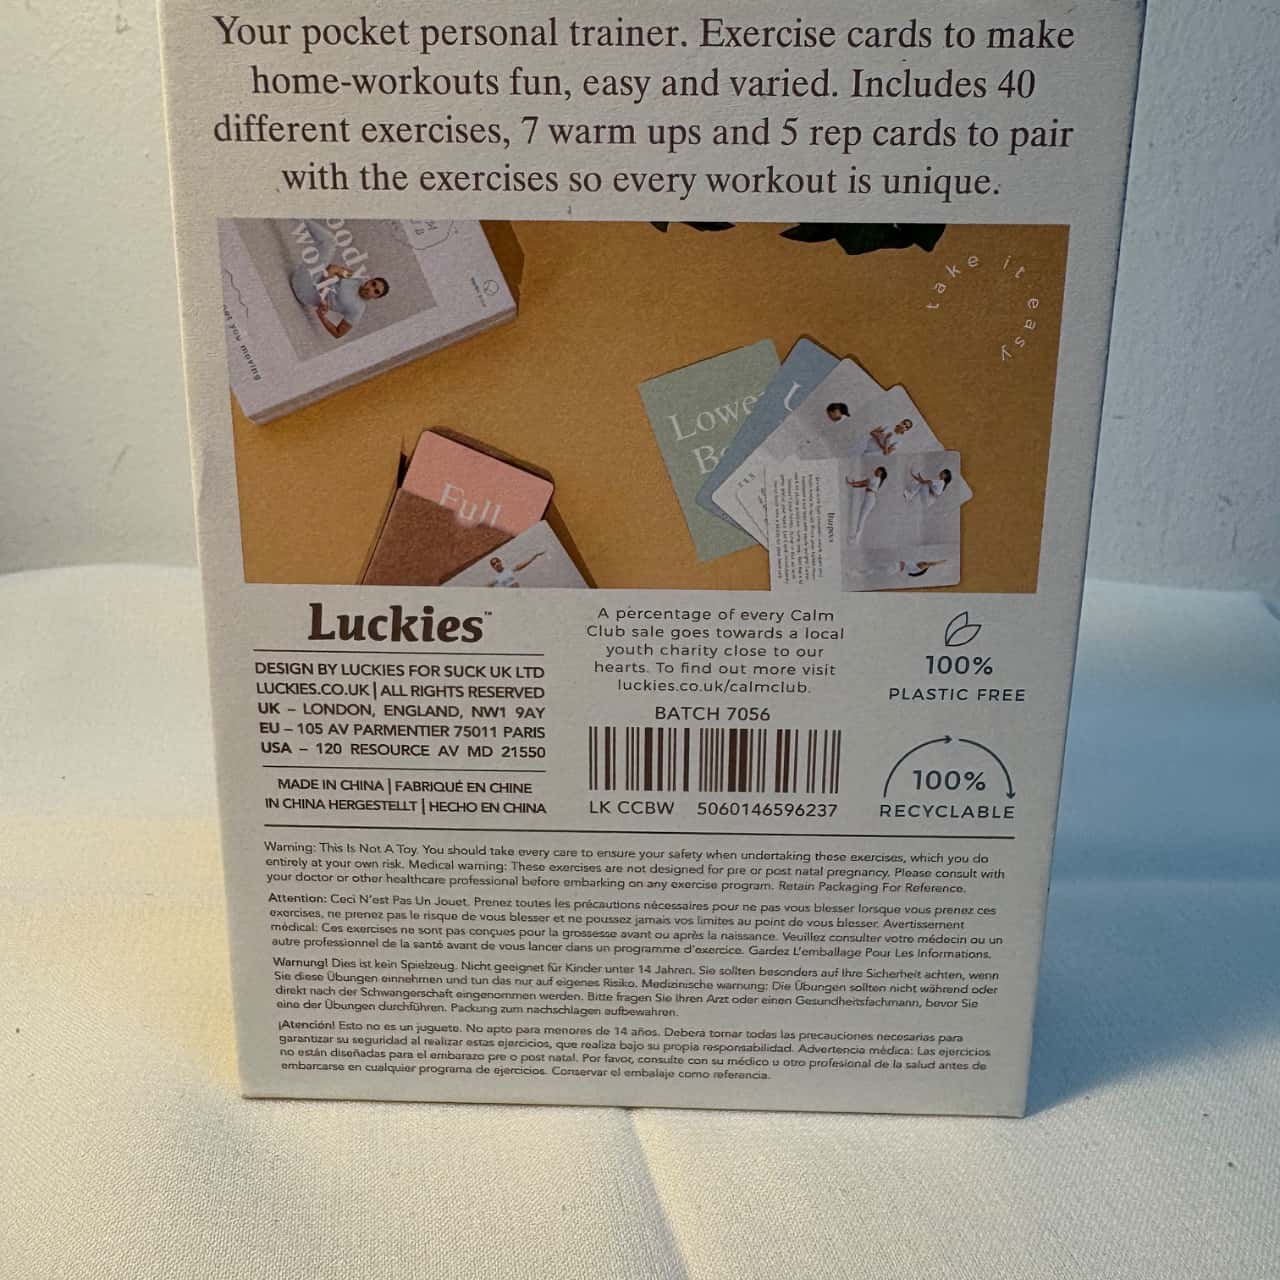 Your pocket personal trainer. Exercise cards to make
home-workouts fun, easy and varied. Includes 40
different exercises, 7 warm ups and 5 rep cards to pair
with the exercises so every workout is unique.
body
work
get you moving
take it easy
Lower
Full
Burpees
Luckies™
DESIGN BY LUCKIES FOR SUCK UK LTD
LUCKIES.CO.UK | ALL RIGHTS RESERVED
UK – LONDON, ENGLAND, NW1 9AY
EU – 105 AV PARMENTIER 75011 PARIS
USA – 120 RESOURCE AV MD 21550
MADE IN CHINA | FABRIQUÉ EN CHINE
IN CHINA HERGESTELLT | HECHO EN CHINA
A percentage of every Calm
Club sale goes towards a local
youth charity close to our
hearts. To find out more visit
luckies.co.uk/calmclub.
BATCH 7056
LK CCBW 5060146596237
100%
PLASTIC FREE
100%
RECYCLABLE
Warning: This Is Not A Toy. You should take every care to ensure your safety when undertaking these exercises, which you do
entirely at your own risk. Medical warning: These exercises are not designed for pre or post natal pregnancy. Please consult with
your doctor or other healthcare professional before embarking on any exercise program. Retain Packaging For Reference.
Attention: Ceci N'est Pas Un Jouet. Prenez toutes les précautions nécessaires pour ne pas vous blesser lorsque vous prenez ces
exercises, ne prenez pas le risque de vous blesser et ne poussez jamais vos limites au point de vous blesser. Avertissement
médical: Ces exercises ne sont pas conçues pour la grossesse avant ou après la naissance. Veuillez consulter votre médecin ou un
autre professionnel de la santé avant de vous lancer dans un programme d'exercice. Gardez L'emballage Pour Les Informations.
Warnung! Dies ist kein Spielzeug. Nicht geeignet für Kinder unter 14 Jahren. Sie sollten besonders auf Ihre Sicherheit achten, wenn
Sie diese Übungen einnehmen und tun das nur auf eigenes Risiko. Medizinische warnung: Die Übungen sollten nicht während oder
direkt nach der Schwangerschaft eingenommen werden. Bitte fragen Sie Ihren Arzt oder einen Gesundheitsfachmann, bevor Sie
eine der Übungen durchführen. Packung zum nachschlagen aufbewahren.
¡Atención! Esto no es un juguete. No apto para menores de 14 años. Deberá tomar todas las precauciones necesarias para
garantizar su seguridad al realizar estas ejercicios, que realiza bajo su propia responsabilidad. Advertencia médica: Las ejercicios
no están diseñadas para el embarazo pre o post natal. Por favor, consulte con su médico u otro profesional de la salud antes de
embarcarse en cualquier programa de ejercicios. Conservar el embalaje como referencia.